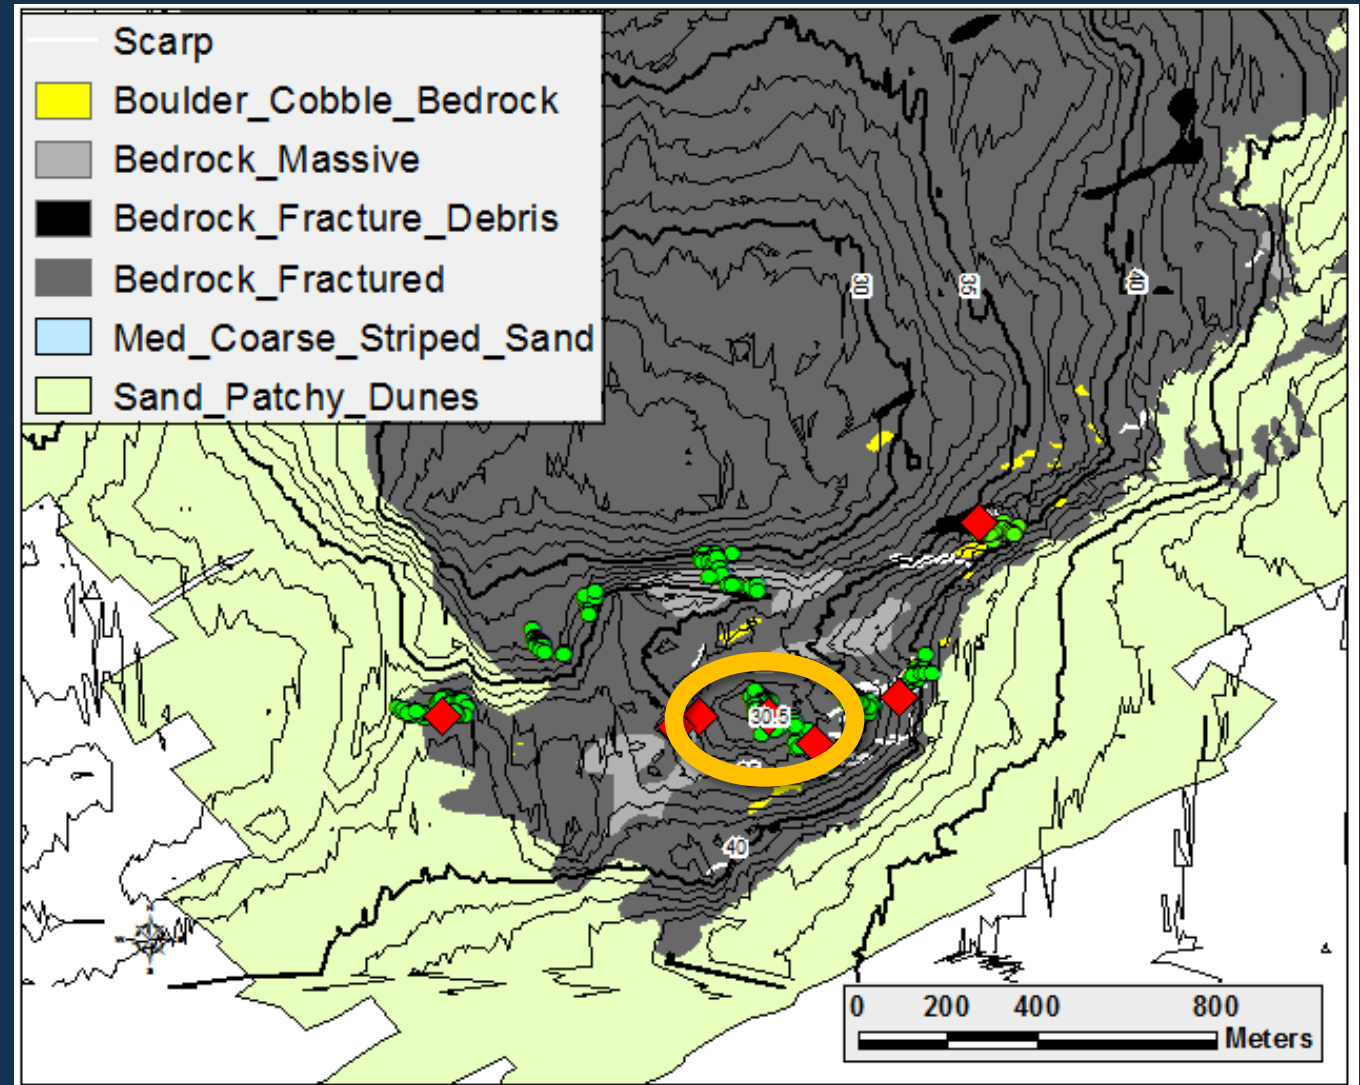 Scarp
Boulder_Cobble_Bedrock
Bedrock_Massive
Bedrock_Fracture_Debris
Bedrock_Fractured
Med_Coarse_Striped_Sand
Sand_Patchy_Dunes
30
35
40
30.5
40
0 200 400 800
Meters